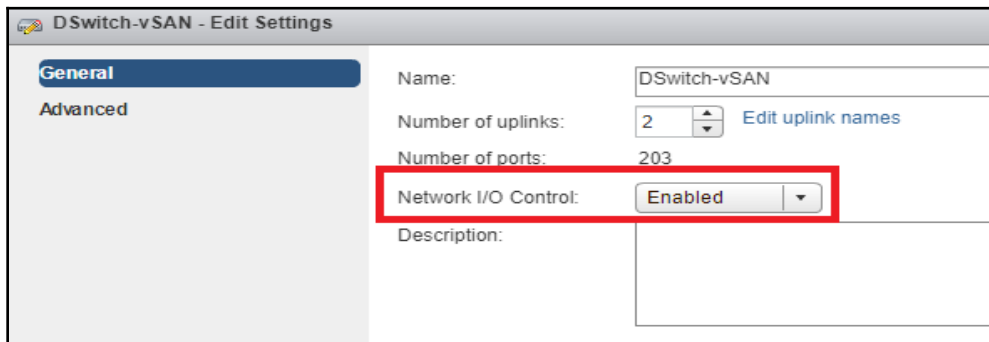 DSwitch-vSAN - Edit Settings
General
Advanced
Name: DSwitch-vSAN
Number of uplinks: 2 Edit uplink names
Number of ports: 203
Network I/O Control: Enabled
Description: